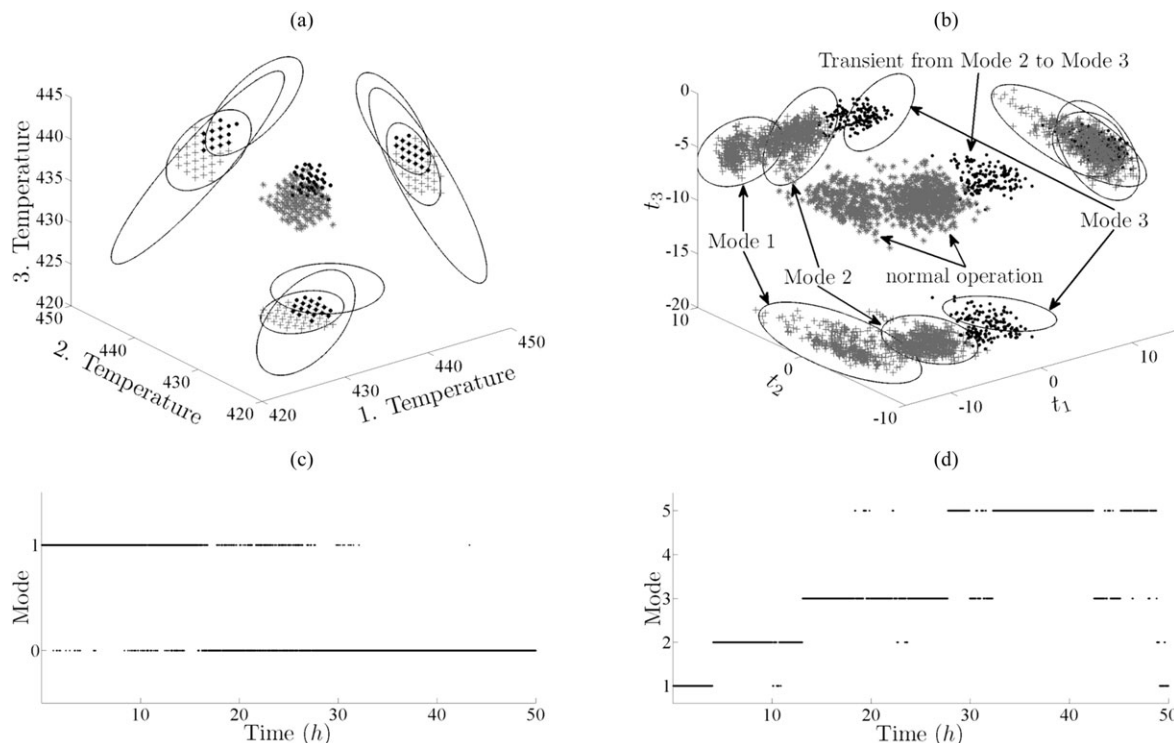 (a)
445
440
435
430
425
420
450
440
430
420
420
430
440
450
3. Temperature
2. Temperature
1. Temperature
(b)
Transient from Mode 2 to Mode 3
0
-5
-10
-15
-20
10
0
-10
-10
0
10
t3
t2
t1
Mode 1
Mode 2
Mode 3
normal operation
(c)
1
0
Mode
10
20
30
40
50
Time (h)
(d)
5
4
3
2
1
Mode
10
20
30
40
50
Time (h)